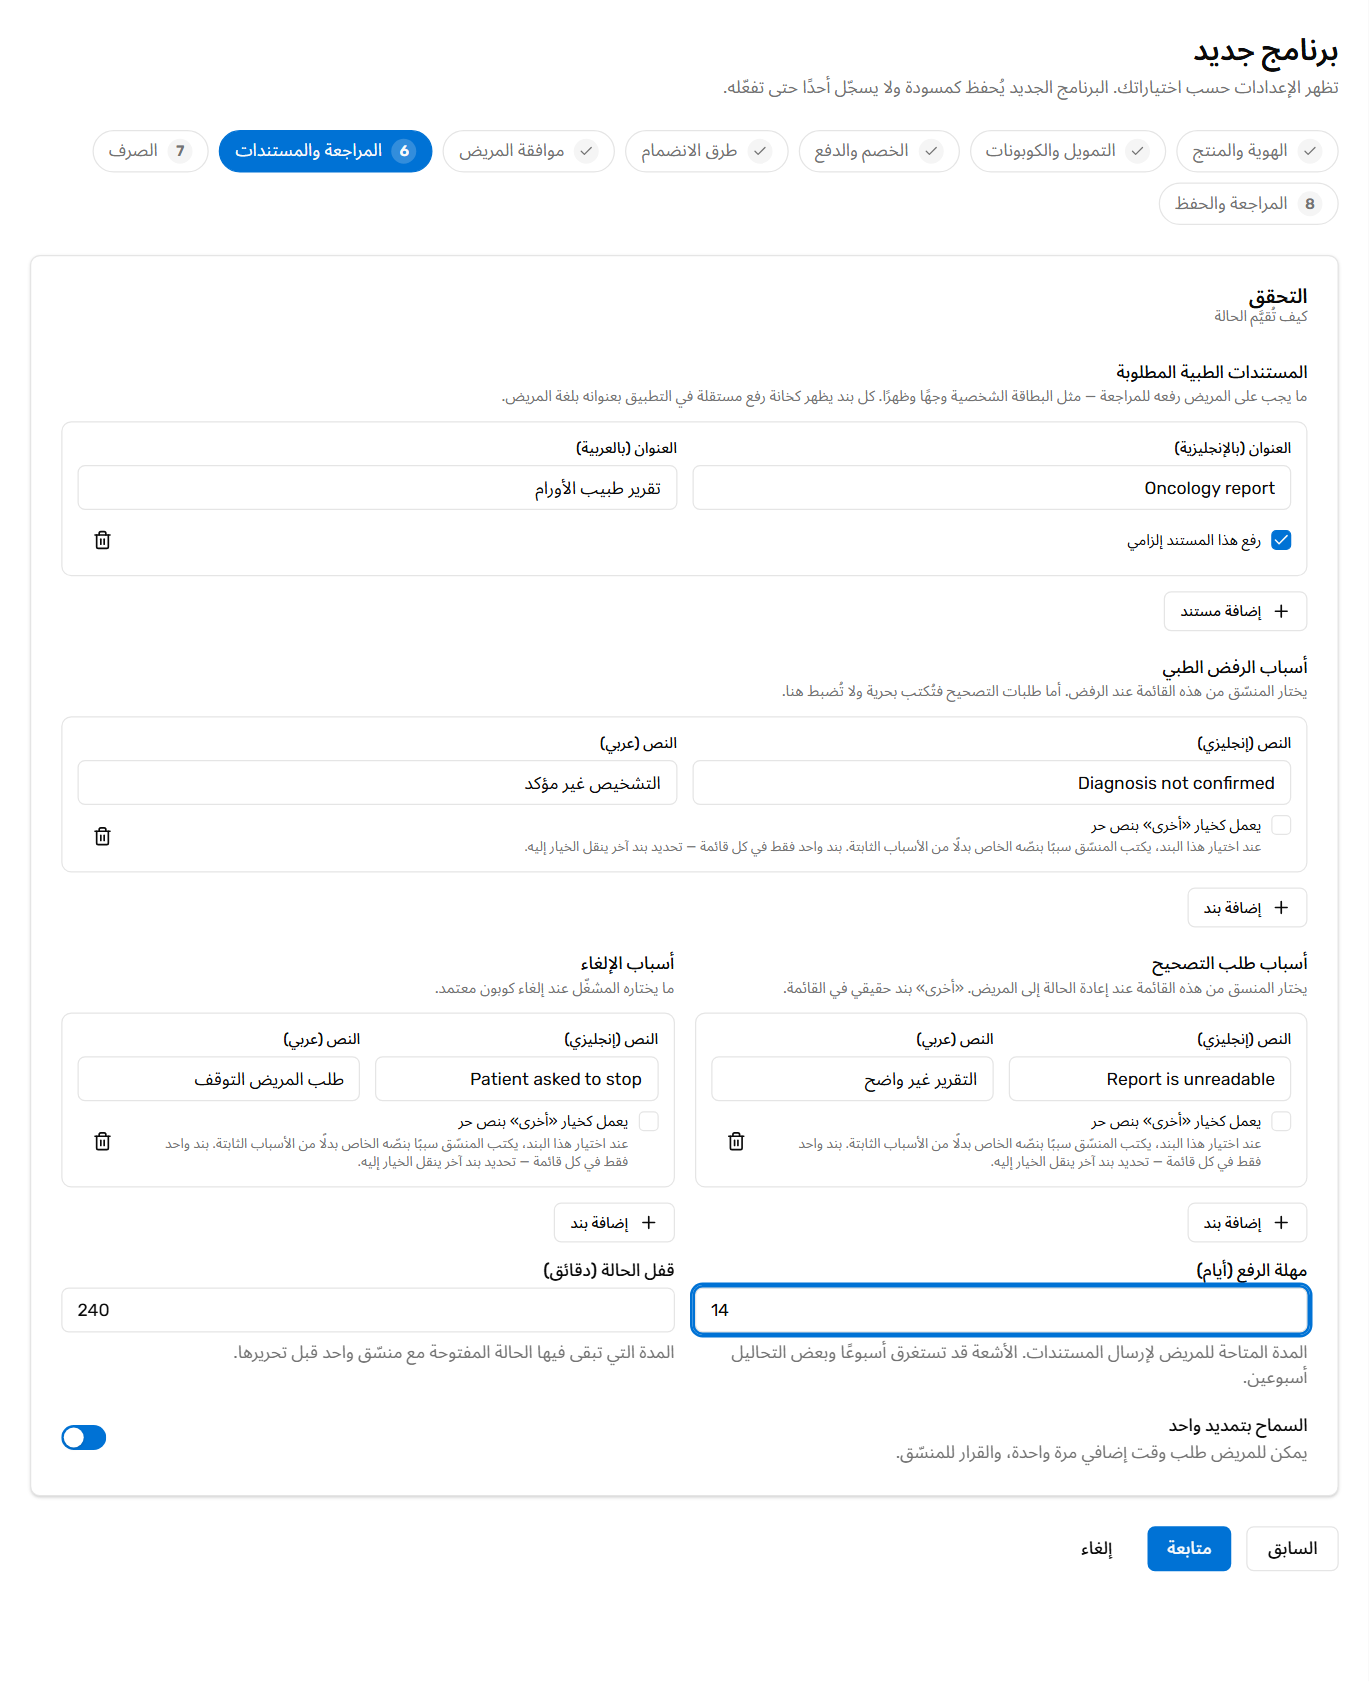 برنامج جديد
تظهر الإعدادات حسب اختياراتك. البرنامج الجديد يُحفظ كمسودة ولا يسجّل أحدًا حتى تفعّله.
الهوية والمنتج
التمويل والكوبونات
الخصم والدفع
طرق الانضمام
موافقة المريض
6 المراجعة والمستندات
7 الصرف
8 المراجعة والحفظ
التحقق
كيف تُقيَّم الحالة
المستندات الطبية المطلوبة
ما يجب على المريض رفعه للمراجعة — مثل البطاقة الشخصية وجهًا وظهرًا. كل بند يظهر كخانة رفع مستقلة في التطبيق بعنوانه بلغة المريض.
العنوان (بالإنجليزية)
العنوان (بالعربية)
Oncology report
تقرير طبيب الأورام
رفع هذا المستند إلزامي
إضافة مستند
أسباب الرفض الطبي
يختار المنسّق من هذه القائمة عند الرفض. أما طلبات التصحيح فتُكتب بحرية ولا تُضبط هنا.
النص (إنجليزي)
النص (عربي)
Diagnosis not confirmed
التشخيص غير مؤكد
يعمل كخيار «أخرى» بنص حر
عند اختيار هذا البند، يكتب المنسّق سببًا بنصّه الخاص بدلًا من الأسباب الثابتة. بند واحد فقط في كل قائمة — تحديد بند آخر ينقل الخيار إليه.
إضافة بند
أسباب طلب التصحيح
يختار المنسق من هذه القائمة عند إعادة الحالة إلى المريض. «أخرى» بند حقيقي في القائمة.
النص (إنجليزي)
النص (عربي)
Report is unreadable
التقرير غير واضح
يعمل كخيار «أخرى» بنص حر
عند اختيار هذا البند، يكتب المنسّق سببًا بنصّه الخاص بدلًا من الأسباب الثابتة. بند واحد
فقط في كل قائمة — تحديد بند آخر ينقل الخيار إليه.
إضافة بند
أسباب الإلغاء
ما يختاره المشغّل عند إلغاء كوبون معتمد.
النص (إنجليزي)
النص (عربي)
Patient asked to stop
طلب المريض التوقف
يعمل كخيار «أخرى» بنص حر
عند اختيار هذا البند، يكتب المنسّق سببًا بنصّه الخاص بدلًا من الأسباب الثابتة. بند واحد
فقط في كل قائمة — تحديد بند آخر ينقل الخيار إليه.
إضافة بند
مهلة الرفع (أيام)
14
المدة المتاحة للمريض لإرسال المستندات. الأشعة قد تستغرق أسبوعًا وبعض التحاليل
أسبوعين.
قفل الحالة (دقائق)
240
المدة التي تبقى فيها الحالة المفتوحة مع منسّق واحد قبل تحريرها.
السماح بتمديد واحد
يمكن للمريض طلب وقت إضافي مرة واحدة، والقرار للمنسّق.
السابق
متابعة
إلغاء